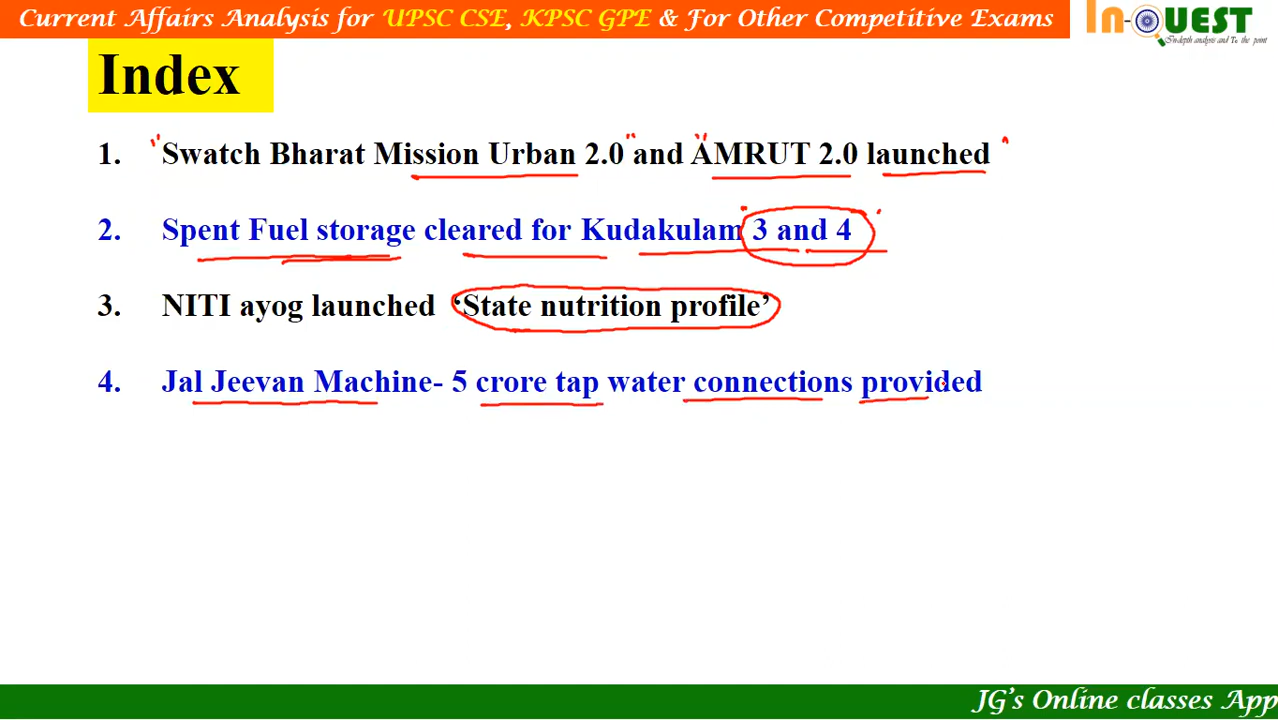 Current Affairs Analysis for UPSC CSE, KPSC GPE & For Other Competitive Exams
In-QUEST
In-depth analysis and To the point
Index
1. Swatch Bharat Mission Urban 2.0 and AMRUT 2.0 launched
2. Spent Fuel storage cleared for Kudakulam 3 and 4
3. NITI ayog launched ‘State nutrition profile’
4. Jal Jeevan Machine- 5 crore tap water connections provided
JG's Online classes App